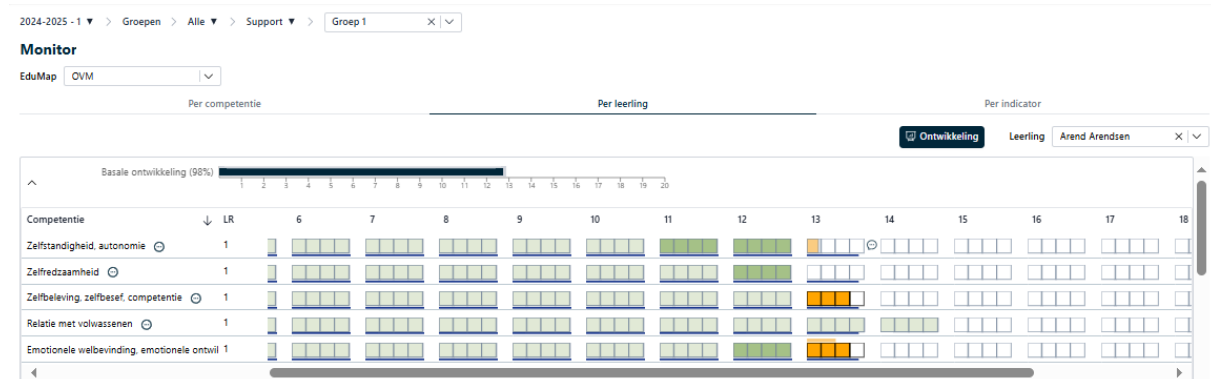 2024-2025 - 1 ▼ > Groepen > Alle ▼ > Support ▼ > Groep 1
Monitor
EduMap OVM
Per competentie Per leerling Per indicator
Ontwikkeling Leerling Arend Arendsen
Basale ontwikkeling (98%)
1 2 3 4 5 6 7 8 9 10 11 12 13 14 15 16 17 18 19 20
Competentie LR 6 7 8 9 10 11 12 13 14 15 16 17 18
Zelfstandigheid, autonomie 1
Zelfredzaamheid 1
Zelfbeleving, zelfbesef, competentie 1
Relatie met volwassenen 1
Emotionele welbevinding, emotionele ontwil 1